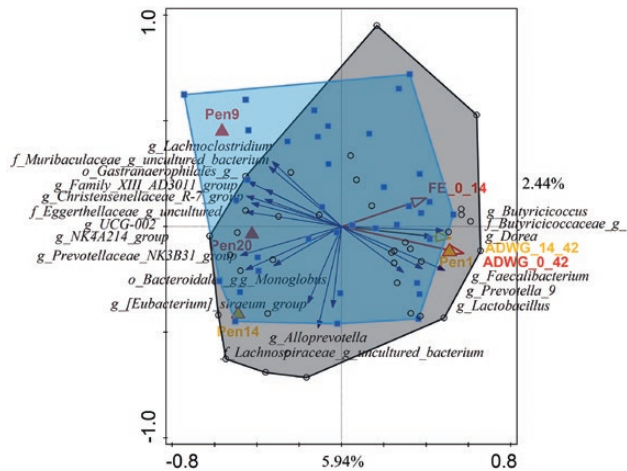 1.0
Pen9
g_Lachnoclostridium
f_Muribaculaceae_g_uncultured_bacterium
o_Gastranaerophilales_g_
g_Family_XIII_AD3011_group
g_Christensenellaceae_R-7_group
f_Eggerthellaceae_g_uncultured
g_UCG-002
g_NK4A214_group
Pen20
g_Prevotellaceae_NK3B31_group
o_Bacteroidales_g
g_Monoglobus
g_[Eubacterium]_siraeum_group
Pen14
g_Alloprevotella
f_Lachnospiraceae_g_uncultured_bacterium
FE_0_14
2.44%
g_Butyricicoccus
f_Butyricicoccaceae_g_
g_Dorea
ADWG_14_42
Pen1
ADWG_0_42
g_Faecalibacterium
g_Prevotella_9
g_Lactobacillus
-1.0
-0.8
5.94%
0.8